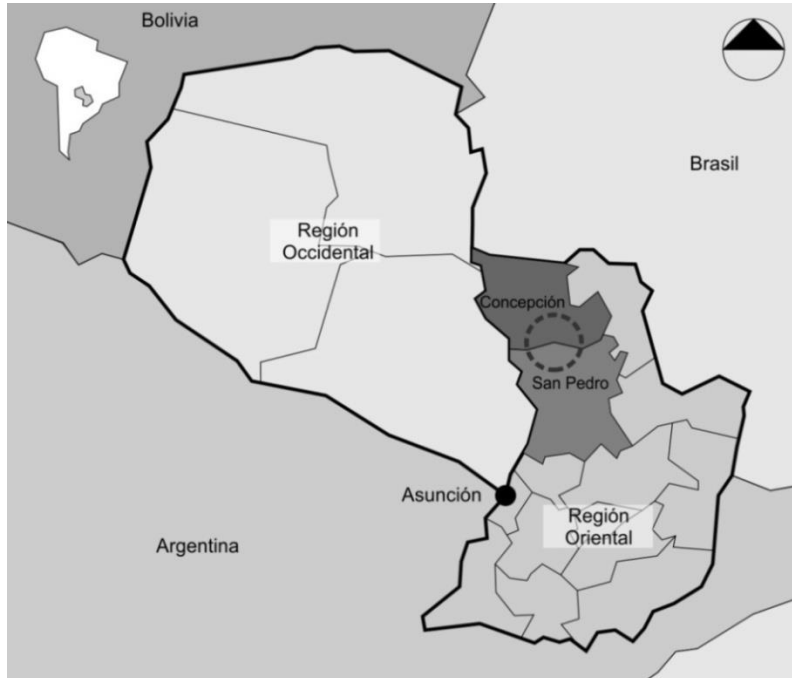 Bolivia
Brasil
Región
Occidental
Concepción
San Pedro
Asunción
Región
Oriental
Argentina